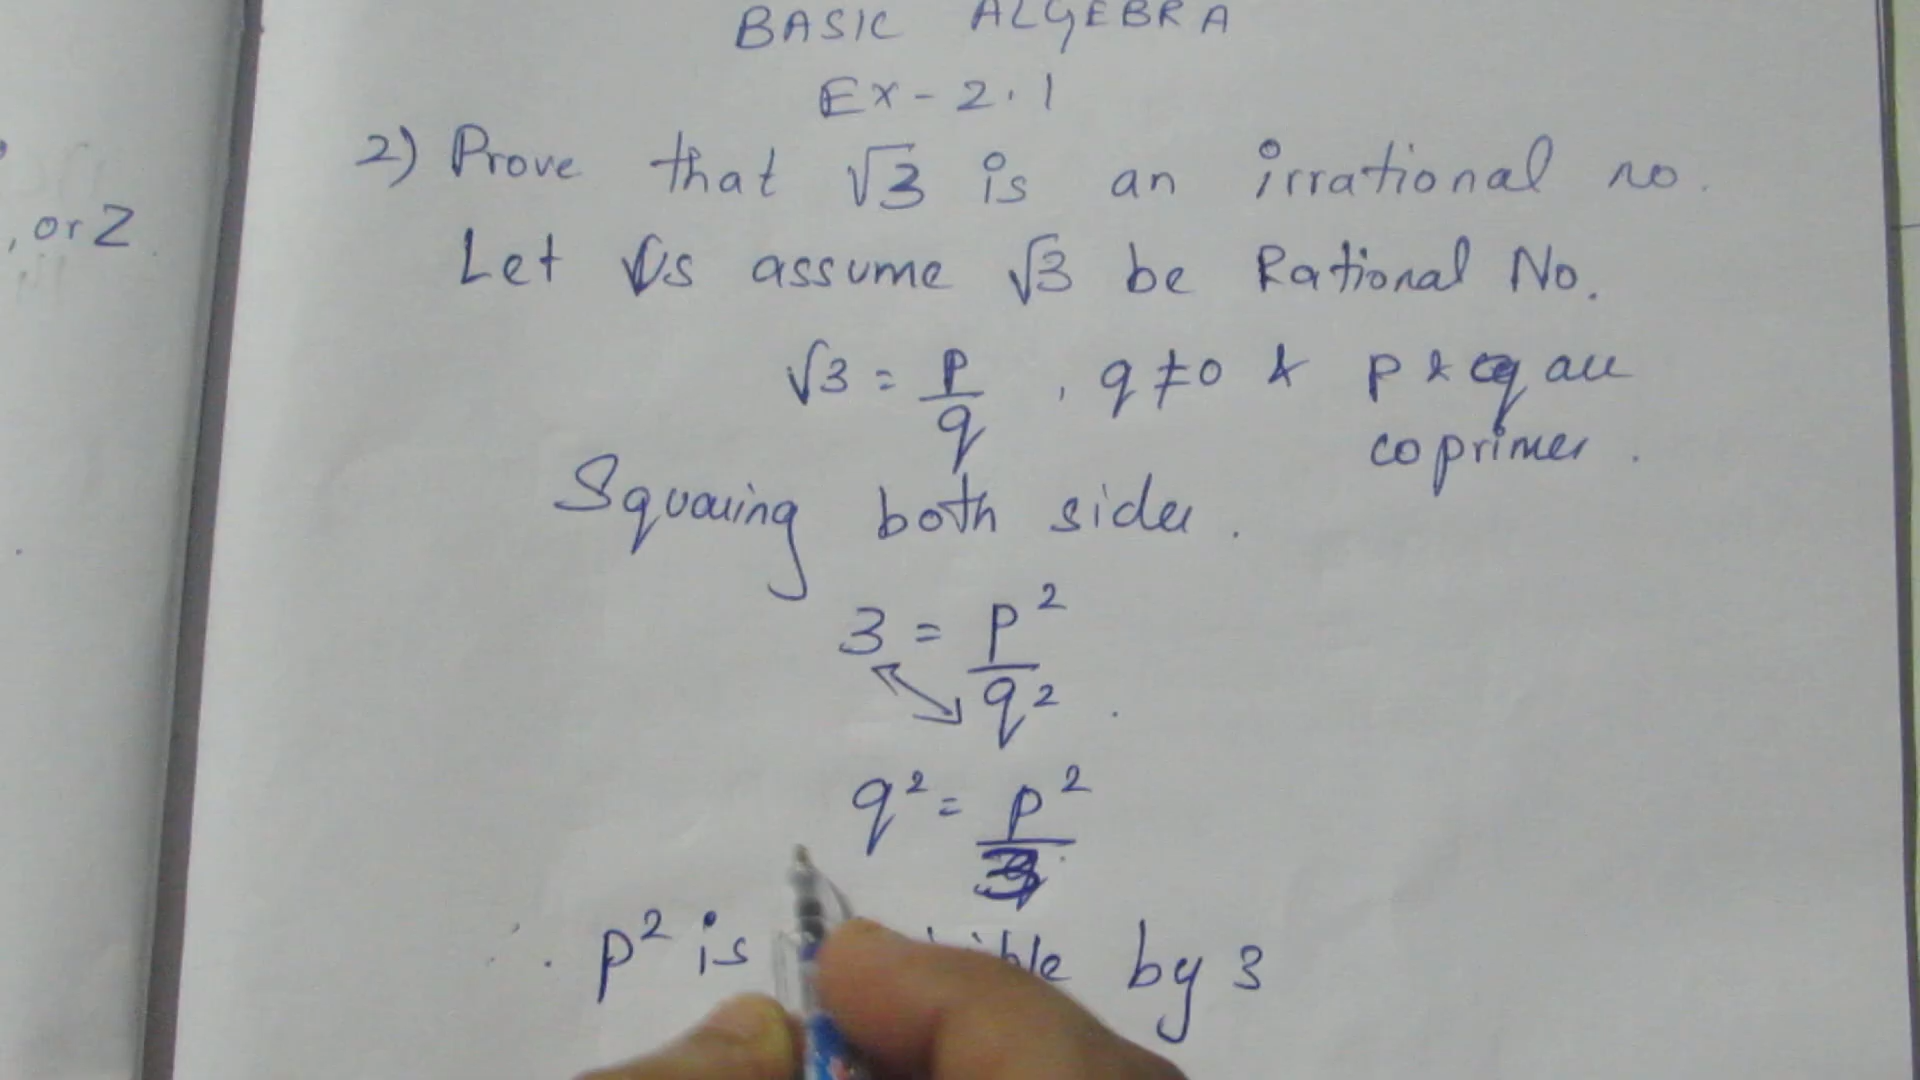 BASIC ALGEBRA
Ex - 2.1
, or Z
2) Prove that √3 is an irrational no.
Let Us assume √3 be Rational No.
√3 = p/q , q ≠ 0 & p & q are
coprimes.
Squaring both sides.
3 = p²/q²
q² = p²/3
∴ p² is by 3